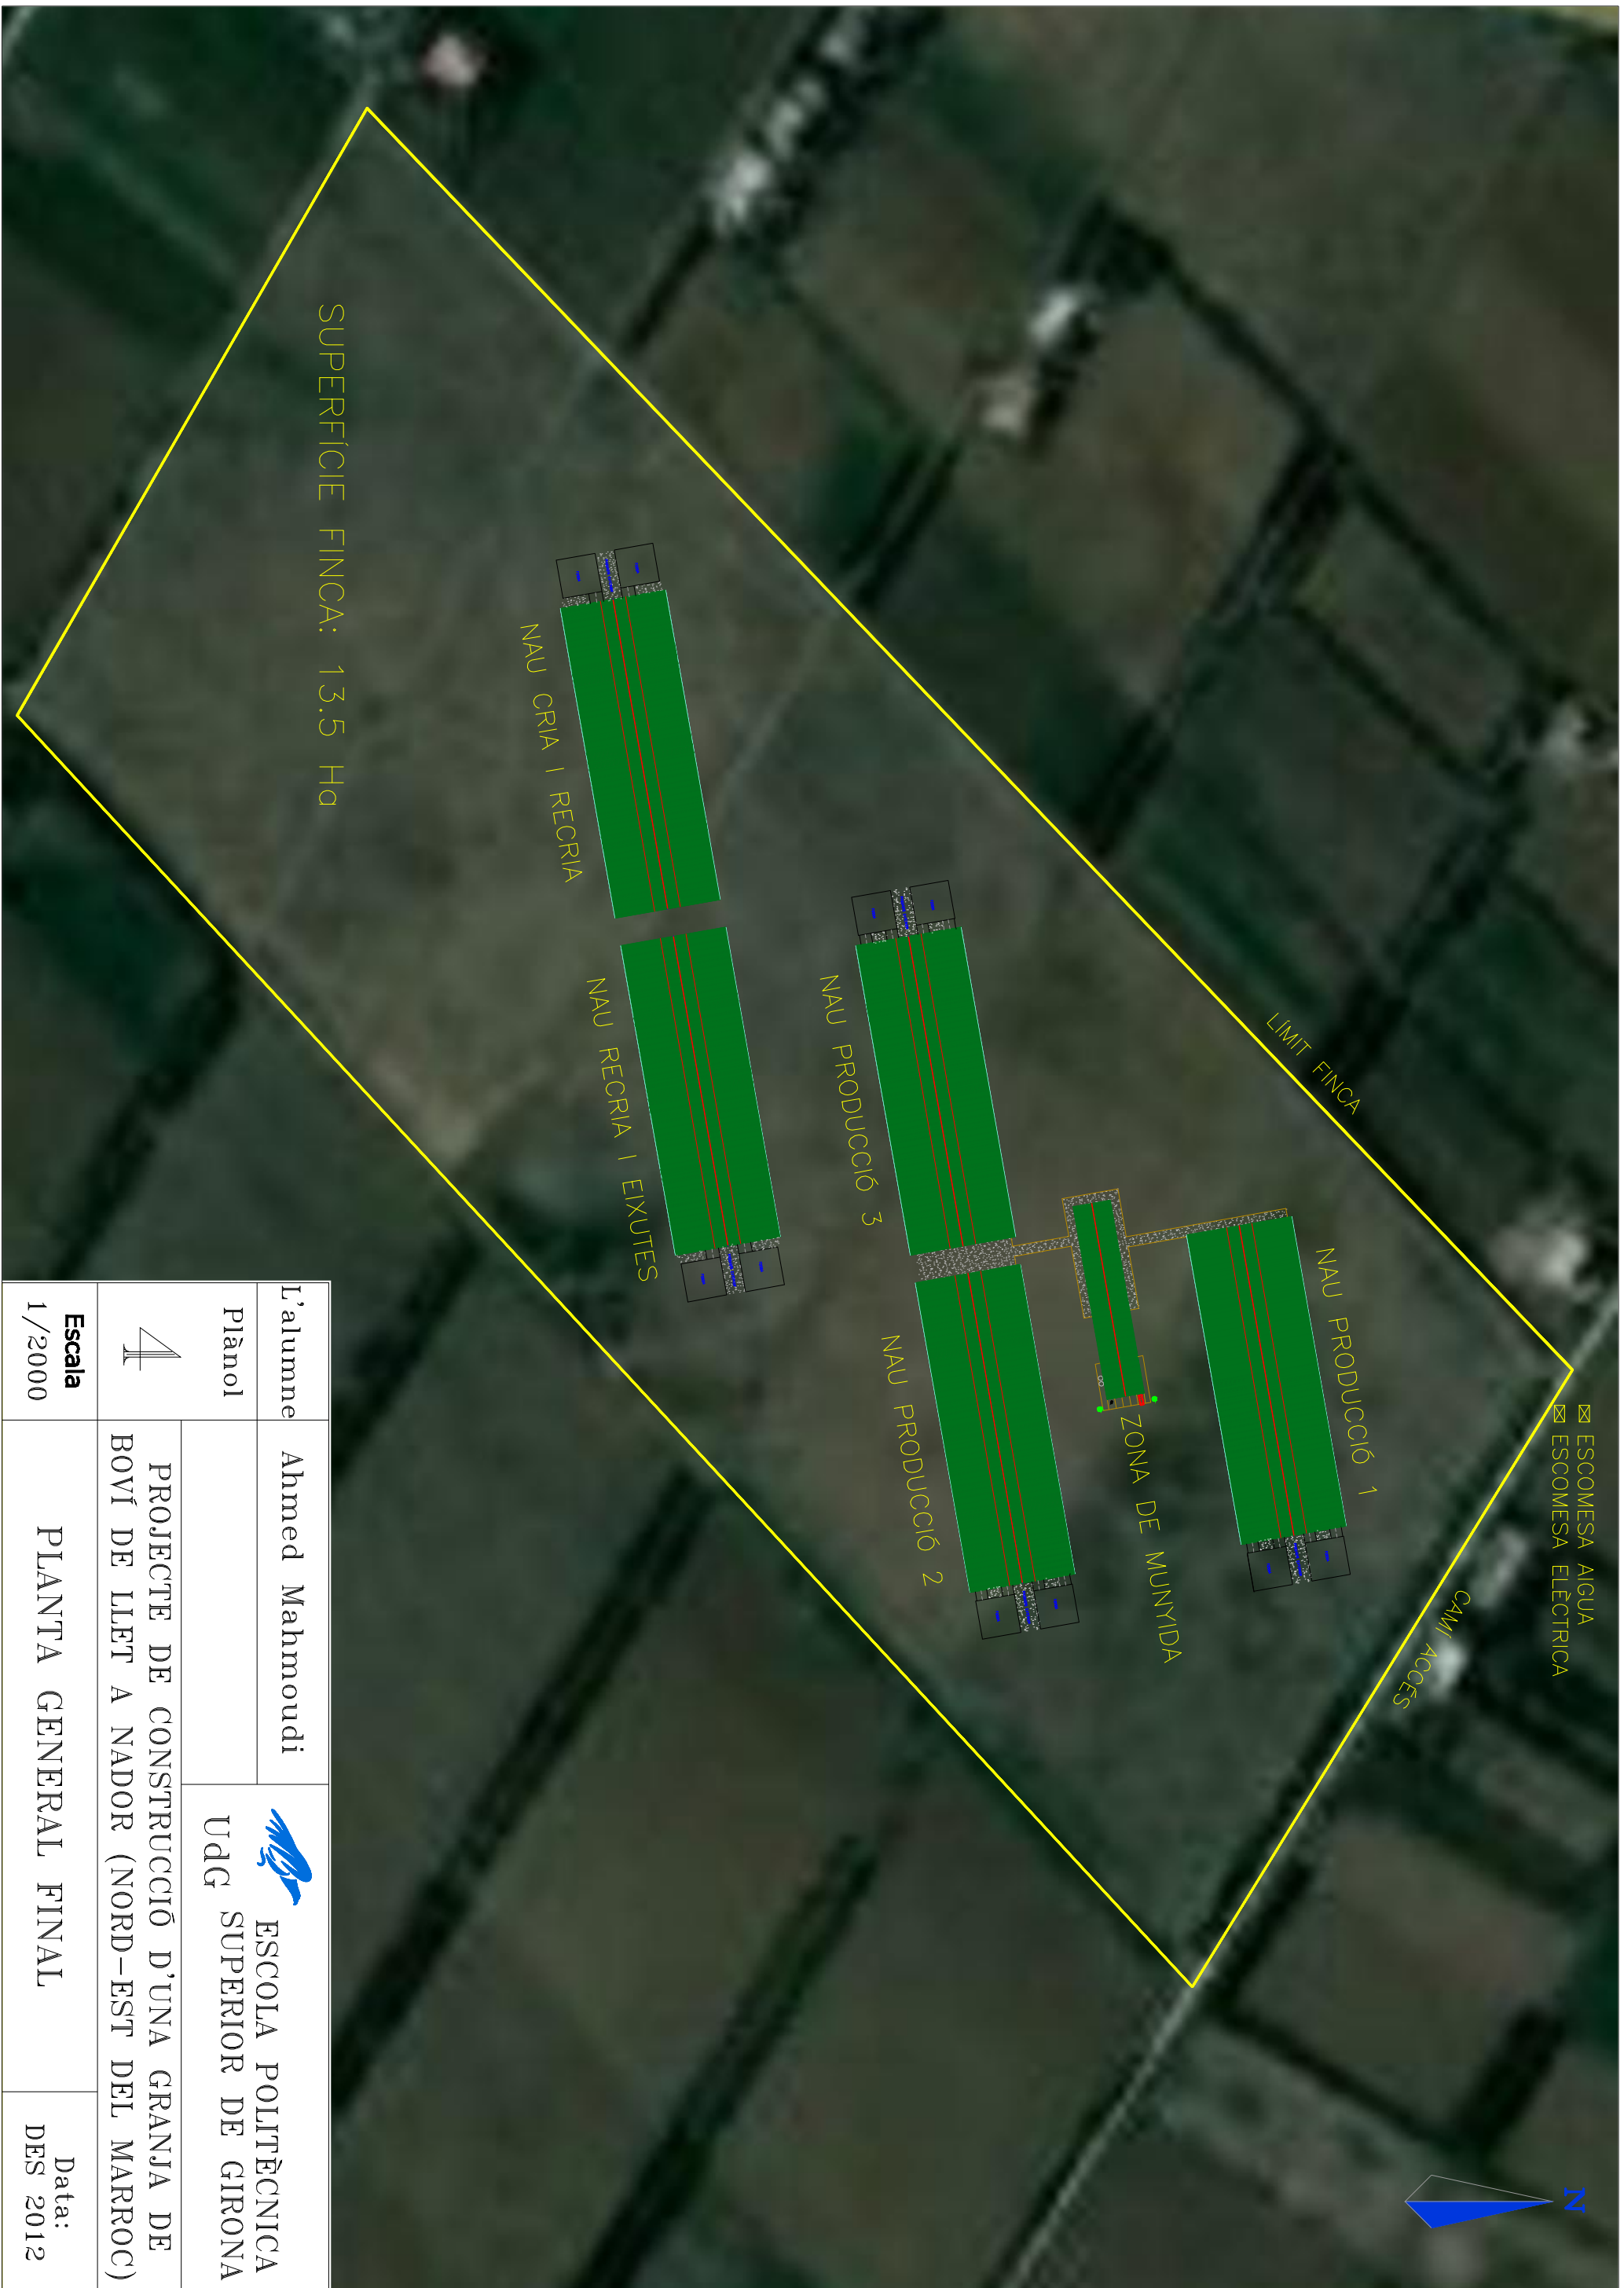 ESCOMESA AIGUA
ESCOMESA ELÈCTRICA
N
CAMÍ ACCÉS
LÍMIT FINCA
NAU PRODUCCIÓ 1
ZONA DE MUNYIDA
NAU PRODUCCIÓ 3
NAU PRODUCCIÓ 2
NAU CRIA I RECRIA
NAU RECRIA I EIXUTES
SUPERFÍCIE FINCA: 13.5 Ha
L'alumne
Ahmed Mahmoudi
ESCOLA POLITÈCNICA
SUPERIOR DE GIRONA
UdG
Plànol
4
PROJECTE DE CONSTRUCCIÓ D'UNA GRANJA DE
BOVÍ DE LLET A NADOR (NORD-EST DEL MARROC)
Escala
1/2000
PLANTA GENERAL FINAL
Data:
DES 2012